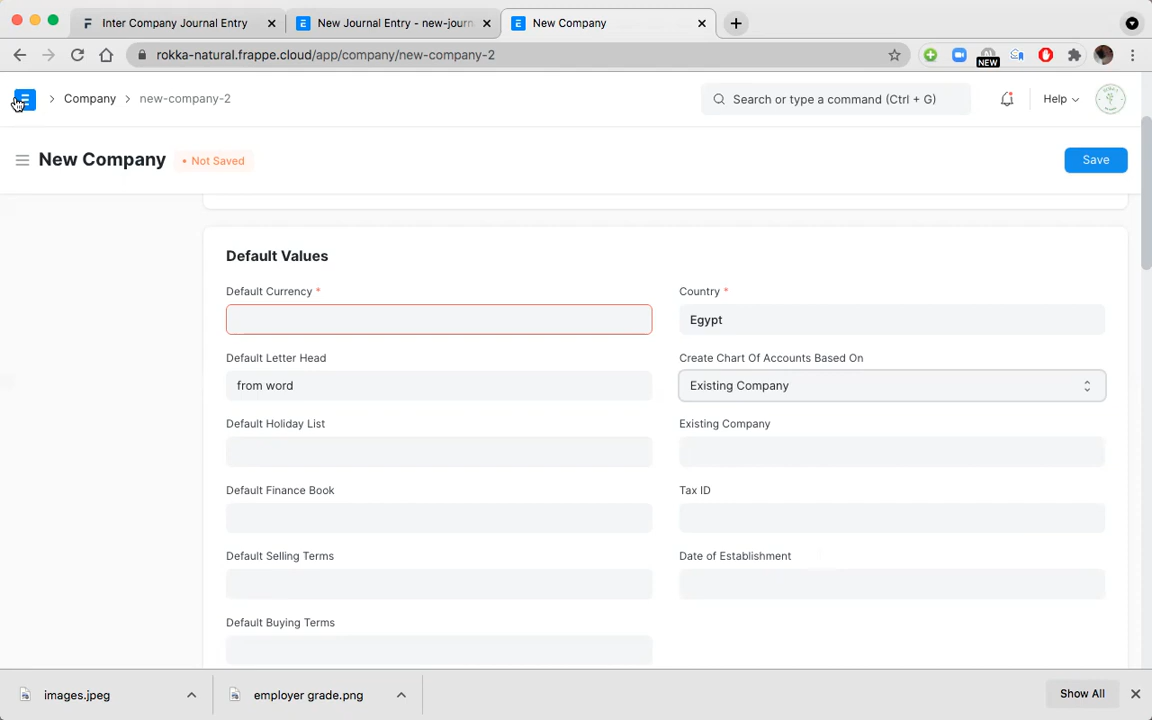 Inter Company Journal Entry
New Journal Entry - new-journ
New Company
rokka-natural.frappe.cloud/app/company/new-company-2
NEW
Company
new-company-2
Search or type a command (Ctrl + G)
Help
New Company
• Not Saved
Save
Default Values
Default Currency *
Country *
Egypt
Default Letter Head
Create Chart Of Accounts Based On
from word
Existing Company
Default Holiday List
Existing Company
Default Finance Book
Tax ID
Default Selling Terms
Date of Establishment
Default Buying Terms
images.jpeg
employer grade.png
Show All